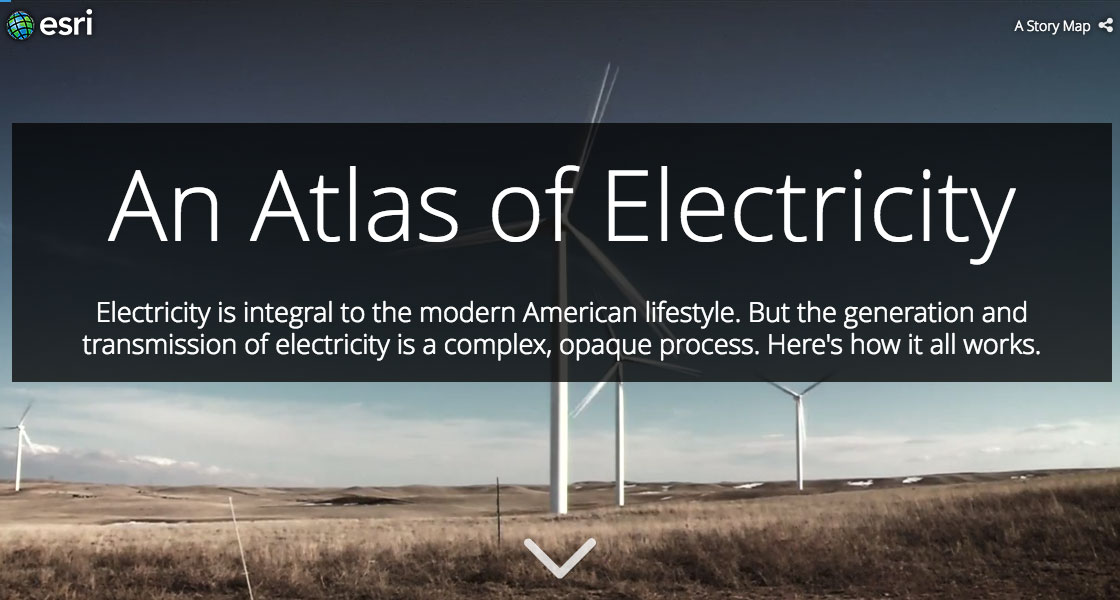 esri
A Story Map
An Atlas of Electricity
Electricity is integral to the modern American lifestyle. But the generation and
transmission of electricity is a complex, opaque process. Here's how it all works.